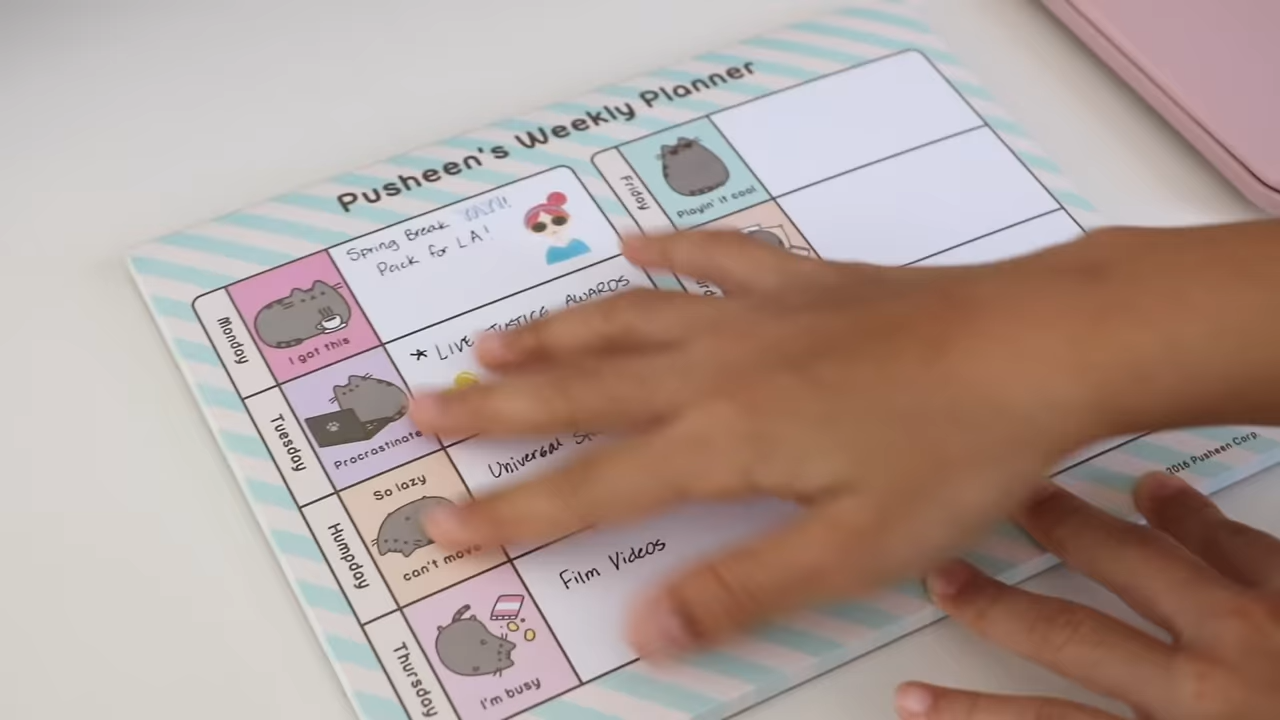 Pusheen's Weekly Planner
Monday
I got this
Spring Break YAY!!
Pack for LA!
Tuesday
Procrastinate
* LIVE JUSTICE AWARDS
Humpday
So lazy
can't move
Universal
Thursday
I'm busy
Film Videos
Friday
Playin' it cool
2016 Pusheen Corp.